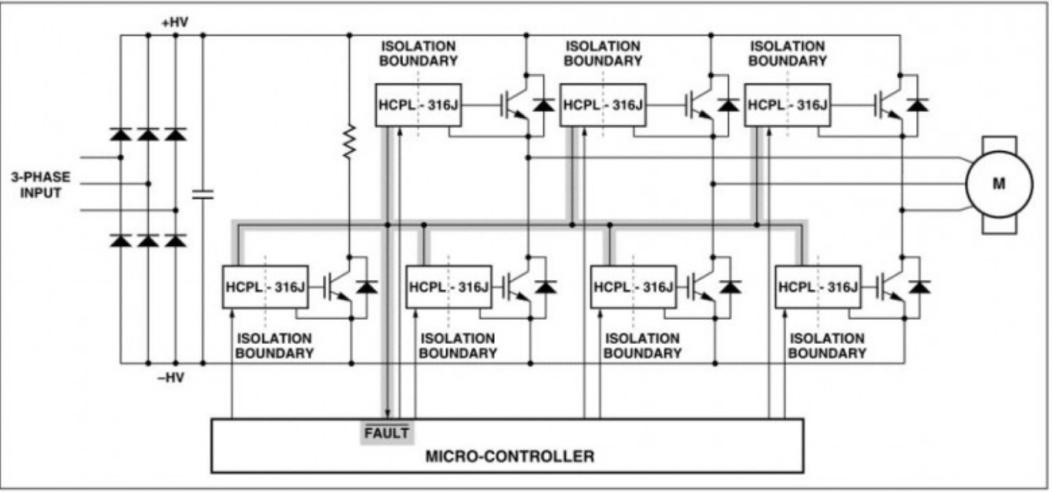 +HV
ISOLATION
BOUNDARY
ISOLATION
BOUNDARY
ISOLATION
BOUNDARY
HCPL - 316J
HCPL - 316J
HCPL - 316J
3-PHASE
INPUT
M
HCPL - 316J
HCPL - 316J
HCPL - 316J
HCPL - 316J
ISOLATION
BOUNDARY
ISOLATION
BOUNDARY
ISOLATION
BOUNDARY
ISOLATION
BOUNDARY
–HV
FAULT
MICRO-CONTROLLER